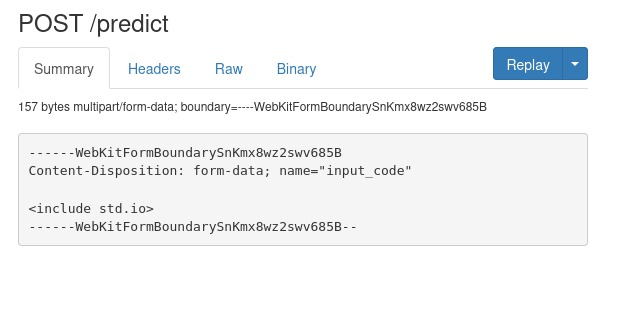 POST /predict
Summary Headers Raw Binary Replay
157 bytes multipart/form-data; boundary=----WebKitFormBoundarySnKmx8wz2swv685B
------WebKitFormBoundarySnKmx8wz2swv685B
Content-Disposition: form-data; name="input_code"
<include std.io>
------WebKitFormBoundarySnKmx8wz2swv685B--